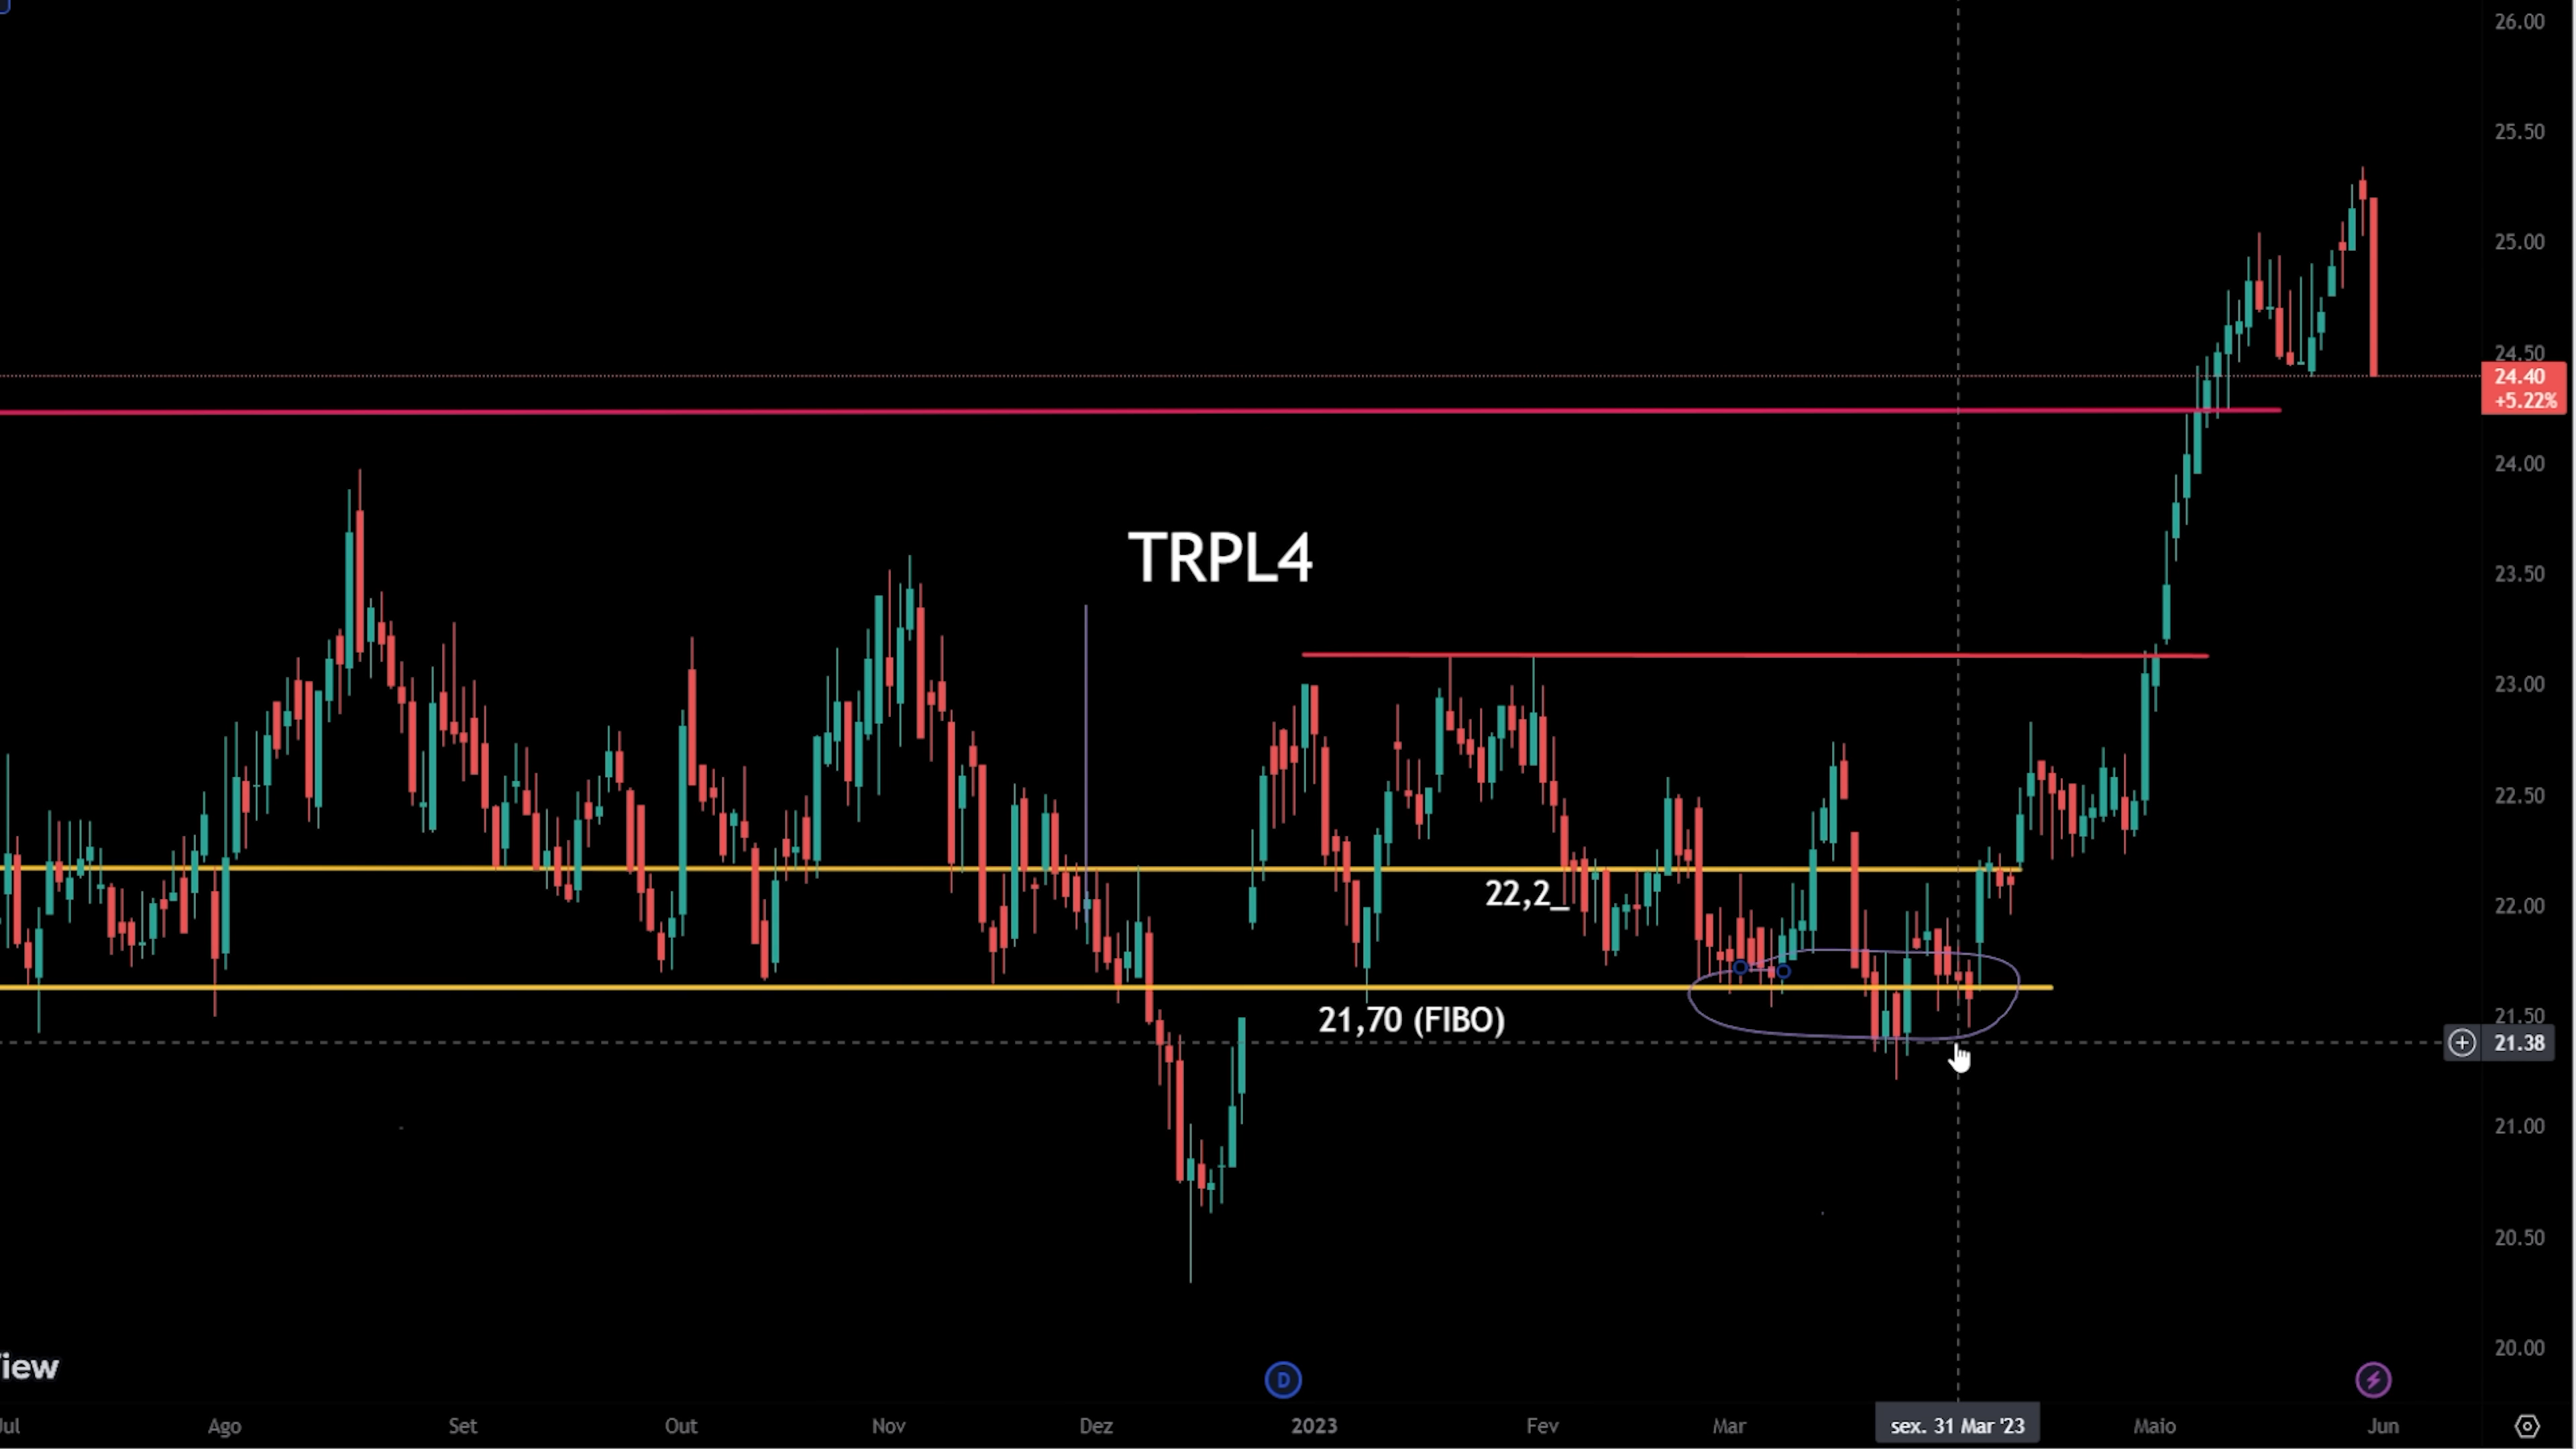 26.00
25.50
25.00
24.50
24.40
+5.22%
24.00
TRPL4
23.50
23.00
22.50
22,2_
22.00
21,70 (FIBO)
21.50
21.38
21.00
20.50
20.00
iew
D
Jul
Ago
Set
Out
Nov
Dez
2023
Fev
Mar
sex. 31 Mar '23
Maio
Jun